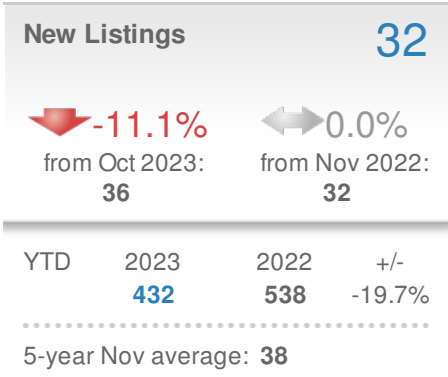 New Listings 32
-11.1% 0.0%
from Oct 2023: from Nov 2022:
36 32
YTD 2023 2022 +/-
432 538 -19.7%
5-year Nov average: 38